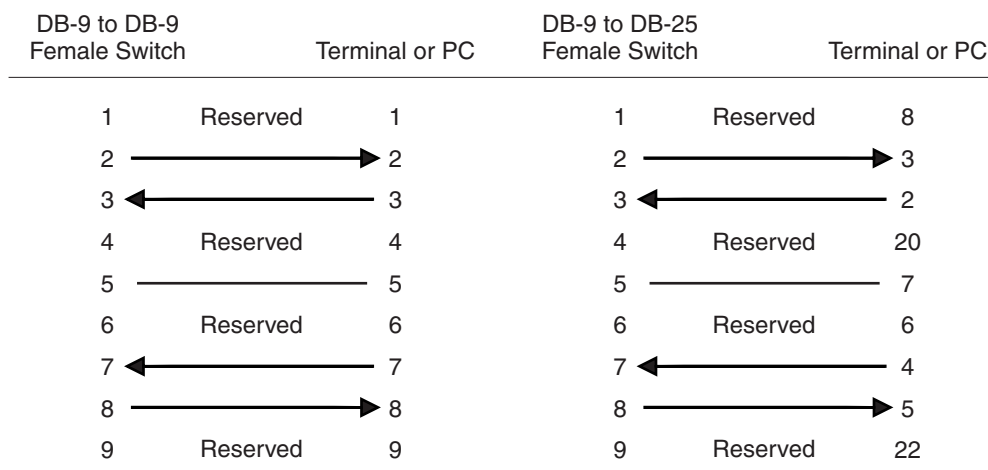 DB-9 to DB-9 DB-9 to DB-25
Female Switch Terminal or PC Female Switch Terminal or PC
1 Reserved 1 1 Reserved 8
2 2 2 3
3 3 3 2
4 Reserved 4 4 Reserved 20
5 5 5 7
6 Reserved 6 6 Reserved 6
7 7 7 4
8 8 8 5
9 Reserved 9 9 Reserved 22